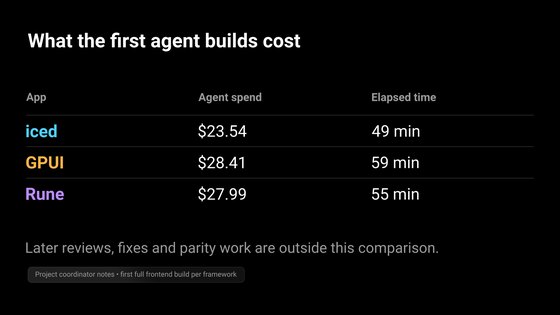 What the first agent builds cost
App Agent spend Elapsed time
iced $23.54 49 min
GPUI $28.41 59 min
Rune $27.99 55 min
Later reviews, fixes and parity work are outside this comparison.
Project coordinator notes • first full frontend build per framework